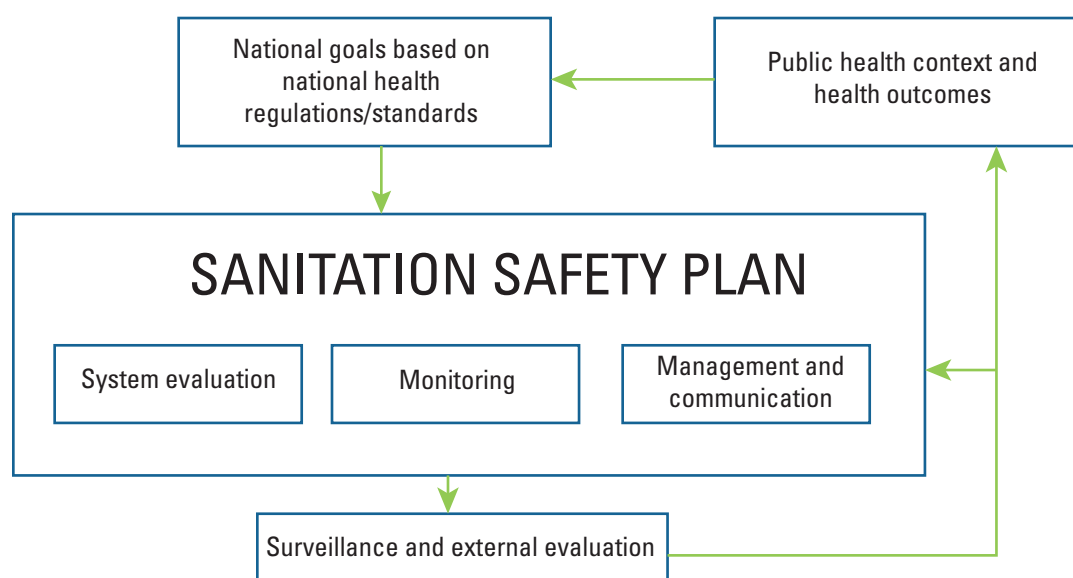 National goals based on
national health
regulations/standards
Public health context and
health outcomes
SANITATION SAFETY PLAN
System evaluation
Monitoring
Management and
communication
Surveillance and external evaluation